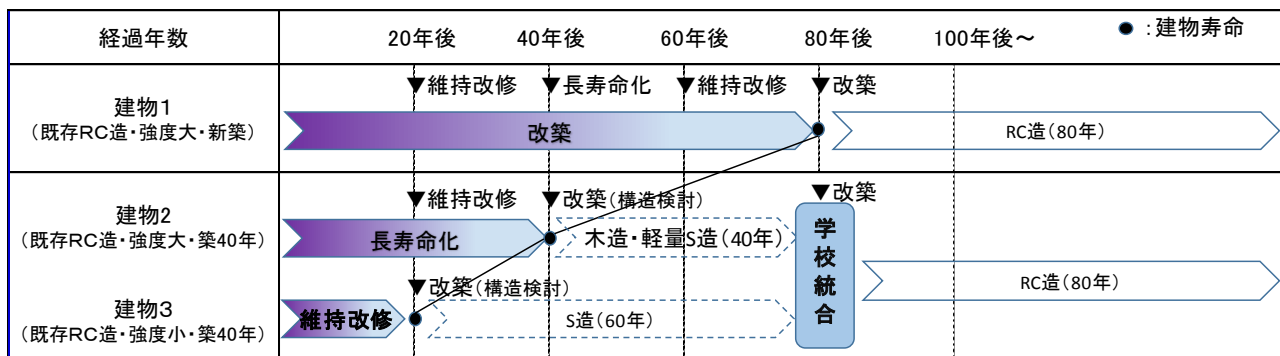 経過年数
20年後
40年後
60年後
80年後
100年後～
● :建物寿命
建物1
(既存RC造・強度大・新築)
▼維持改修
▼長寿命化
▼維持改修
▼改築
改築
RC造(80年)
建物2
(既存RC造・強度大・築40年)
▼維持改修
▼改築(構造検討)
▼改築
長寿命化
木造・軽量S造(40年)
学校統合
RC造(80年)
建物3
(既存RC造・強度小・築40年)
▼改築(構造検討)
維持改修
S造(60年)